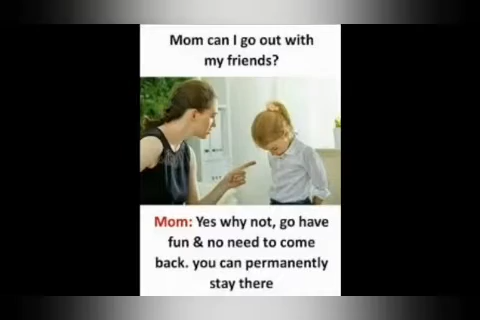 Mom can I go out with
my friends?
Mom: Yes why not, go have
fun & no need to come
back. you can permanently
stay there